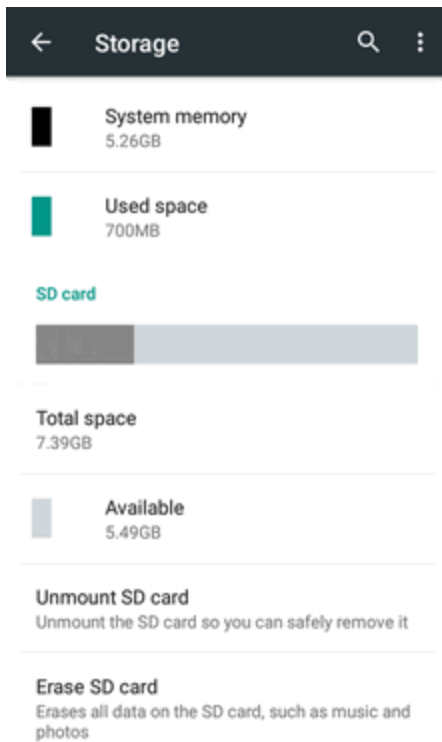 Storage
System memory
5.26GB
Used space
700MB
SD card
Total space
7.39GB
Available
5.49GB
Unmount SD card
Unmount the SD card so you can safely remove it
Erase SD card
Erases all data on the SD card, such as music and
photos